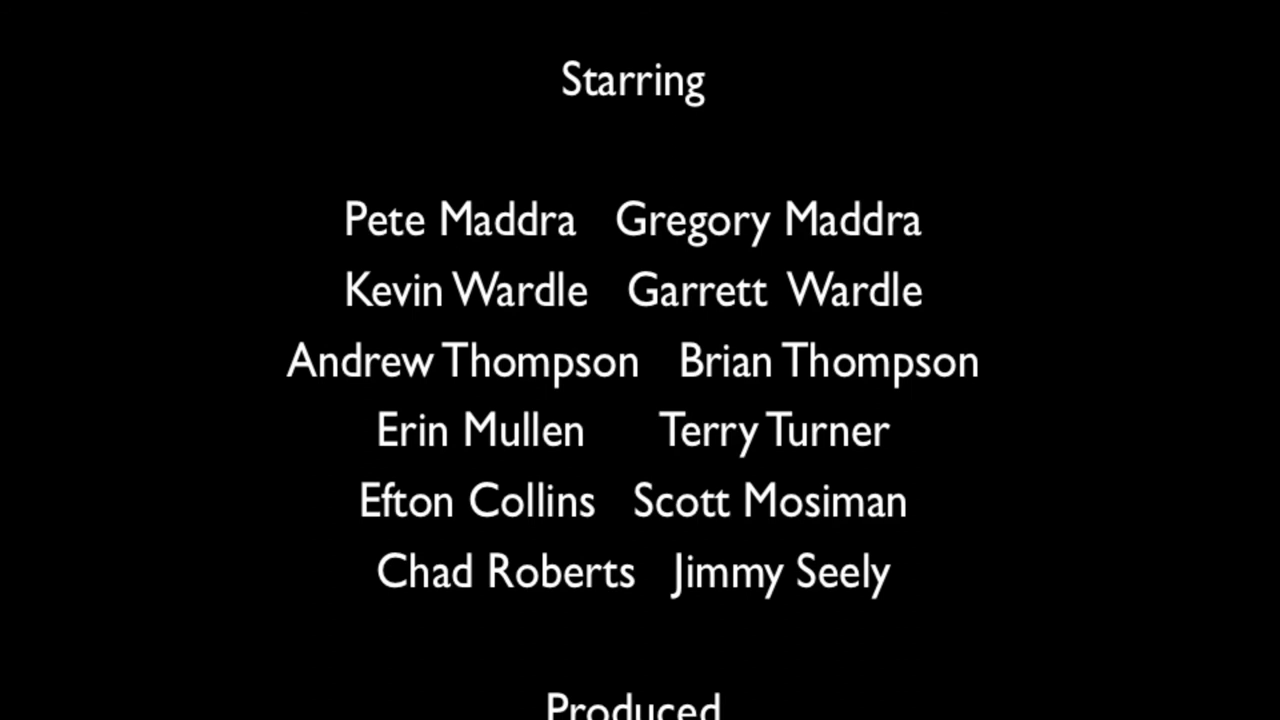 Starring
Pete Maddra Gregory Maddra
Kevin Wardle Garrett Wardle
Andrew Thompson Brian Thompson
Erin Mullen Terry Turner
Efton Collins Scott Mosiman
Chad Roberts Jimmy Seely
Produced